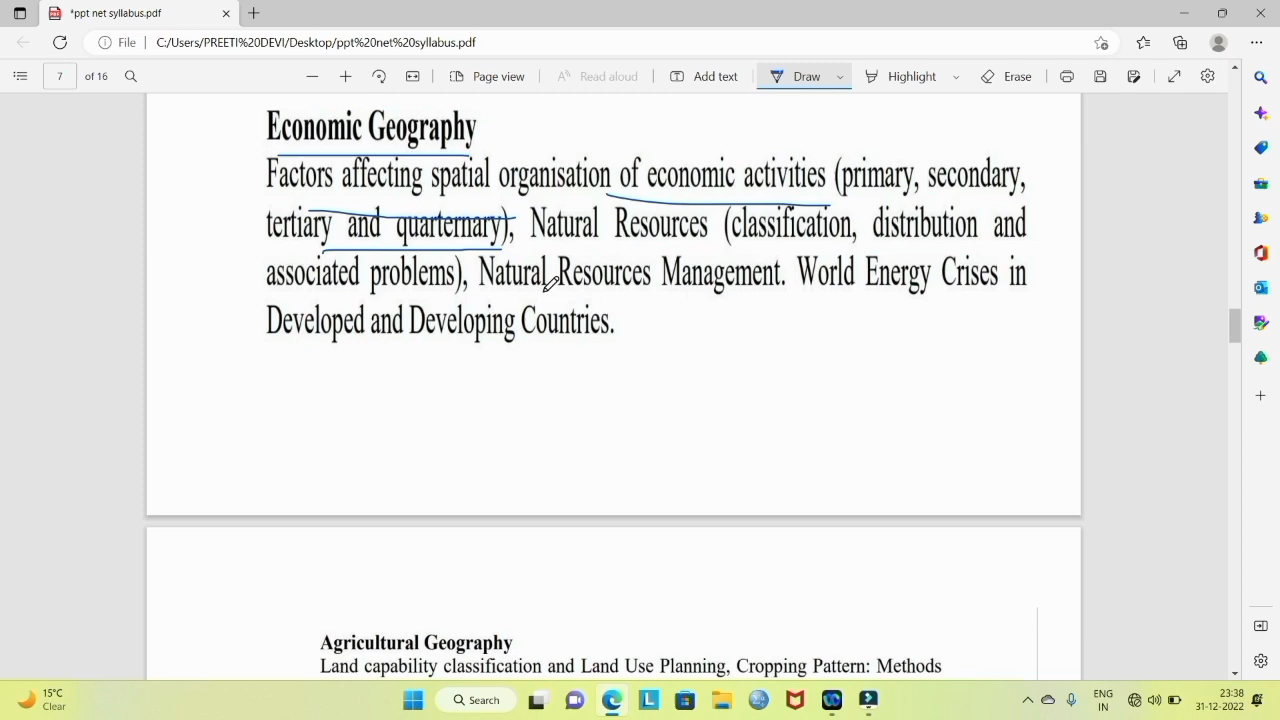 *ppt net syllabus.pdf
File
C:/Users/PREETI%20DEVI/Desktop/ppt%20net%20syllabus.pdf
7 of 16
Page view
Read aloud
Add text
Draw
Highlight
Erase
Economic Geography
Factors affecting spatial organisation of economic activities (primary, secondary,
tertiary and quarternary), Natural Resources (classification, distribution and
associated problems), Natural Resources Management. World Energy Crises in
Developed and Developing Countries.
Agricultural Geography
Land capability classification and Land Use Planning, Cropping Pattern: Methods
15°C
Clear
Search
ENG
IN
23:38
31-12-2022